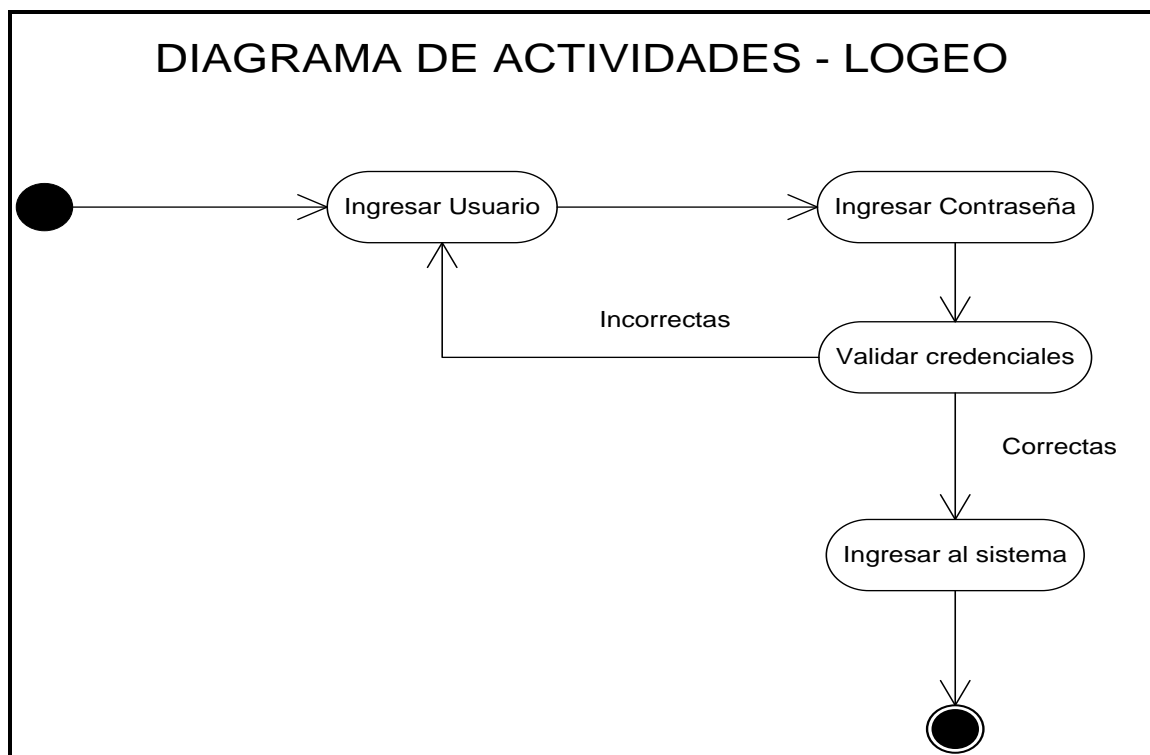 DIAGRAMA DE ACTIVIDADES - LOGEO
Ingresar Usuario
Ingresar Contraseña
Incorrectas
Validar credenciales
Correctas
Ingresar al sistema